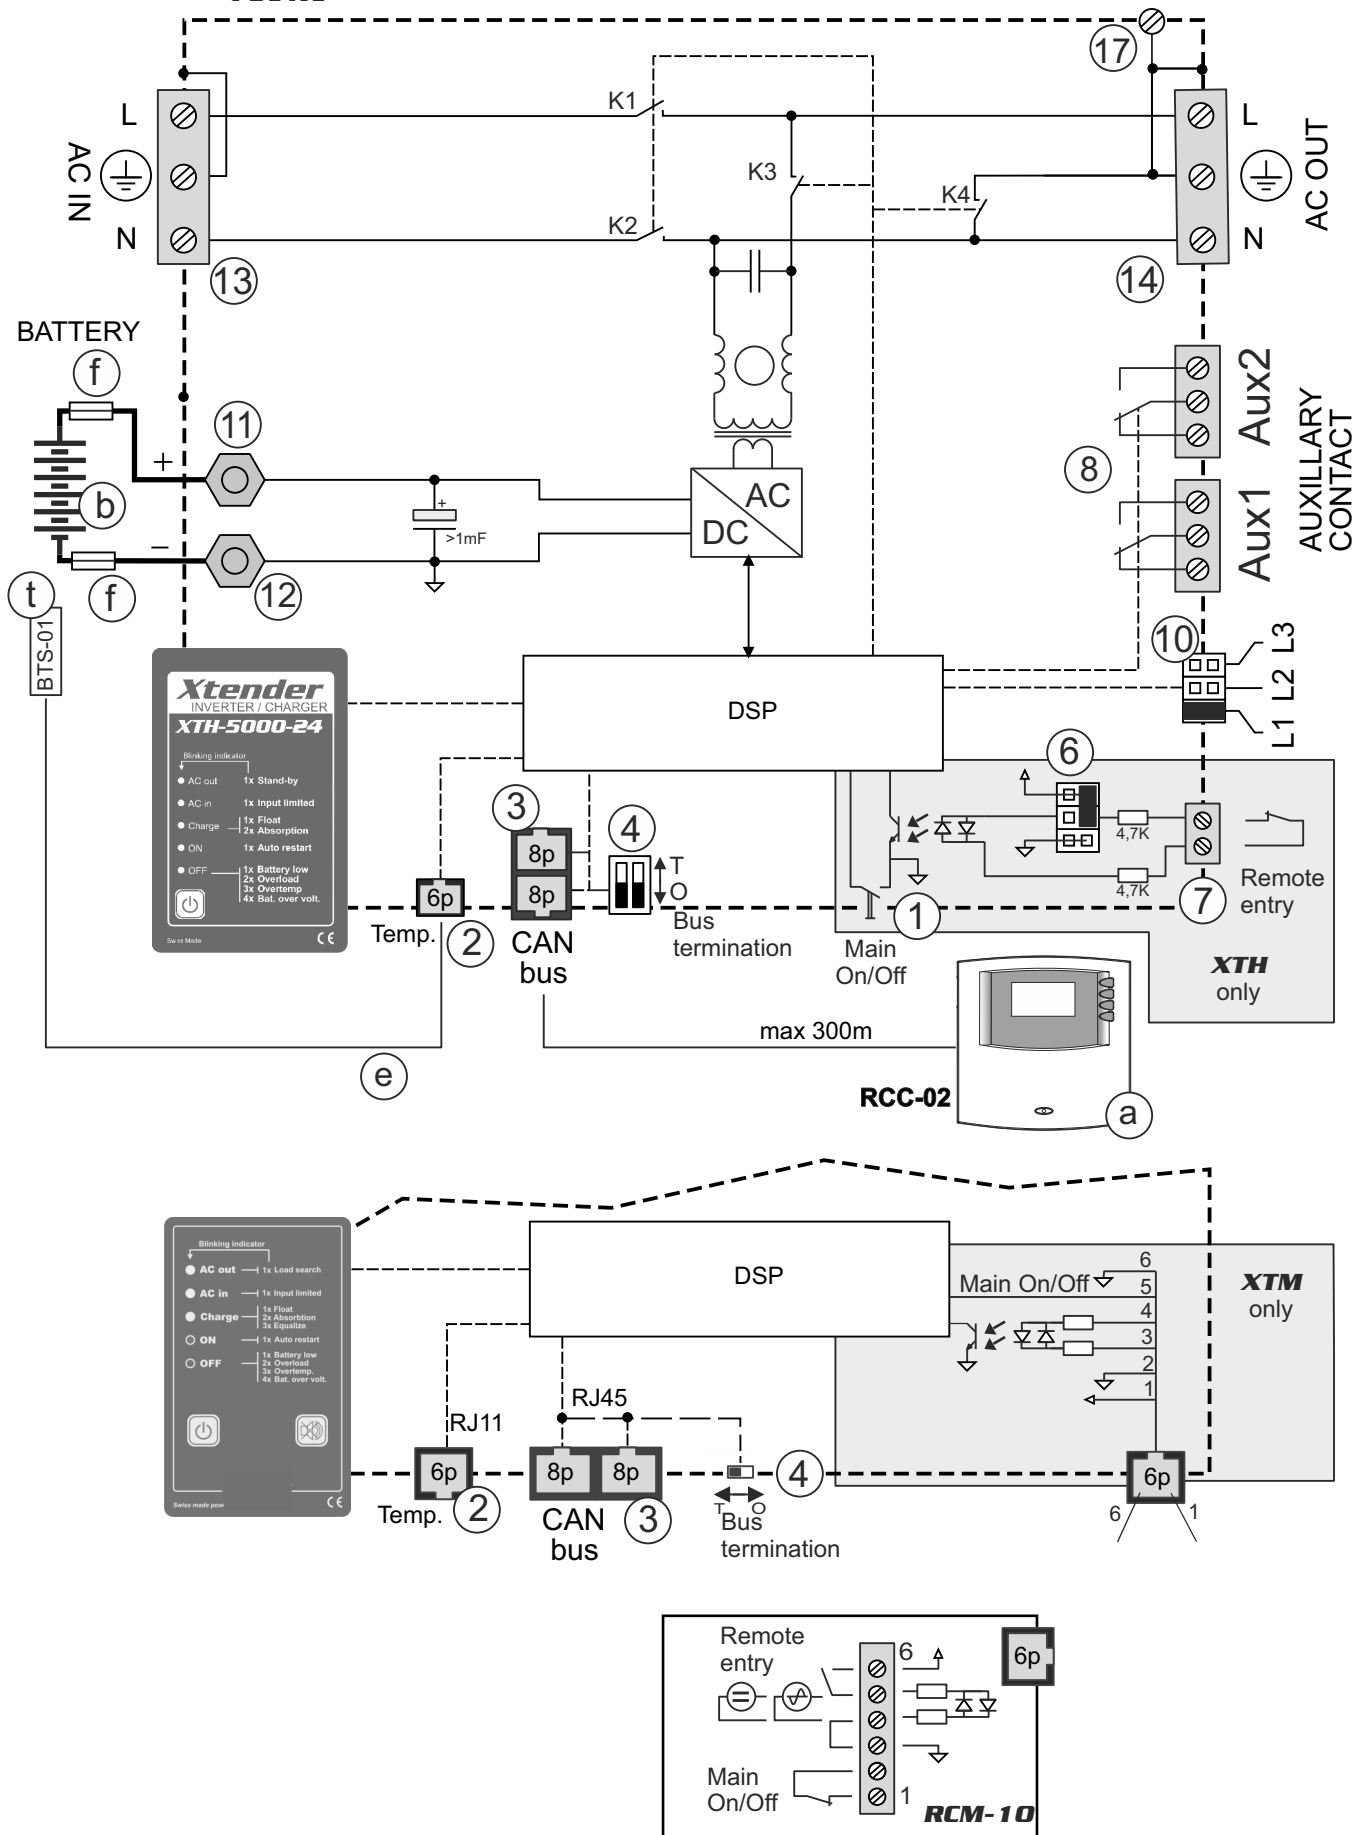 17
L
AC IN
N
13
K1
K3
K2
K4
L
AC OUT
N
14
BATTERY
f
11
+
b
+
>1mF
−
f
12
t
BTS-01
AC
DC
Aux2
8
Aux1
AUXILLARY
CONTACT
10
L3
L2
L1
Xtender
INVERTER / CHARGER
XTH-5000-24
Blinking indicator
AC out 1x Stand-by
AC in 1x Input limited
Charge 1x Float
2x Absorption
ON 1x Auto restart
OFF 1x Battery low
2x Overload
3x Overtemp
4x Bat. over volt.
Swiss Made
CE
DSP
3
8p
8p
4
T
O
6p
Temp.
2
CAN
bus
Bus
termination
6
4,7K
4,7K
7
Remote
entry
1
Main
On/Off
XTH
only
max 300m
e
RCC-02
a
Blinking indicator
AC out 1x Load search
AC in 1x Input limited
Charge 1x Float
2x Absorbtion
3x Equalize
ON 1x Auto restart
OFF 1x Battery low
2x Overload
3x Overtemp.
4x Bat. over volt.
Swiss made pow
CE
DSP
Main On/Off
6
5
4
3
2
1
XTM
only
RJ11
RJ45
6p
8p
8p
4
6p
Temp.
2
CAN
bus
3
T
O
Bus
termination
6
1
Remote
entry
6
6p
Main
On/Off
1
RCM-10